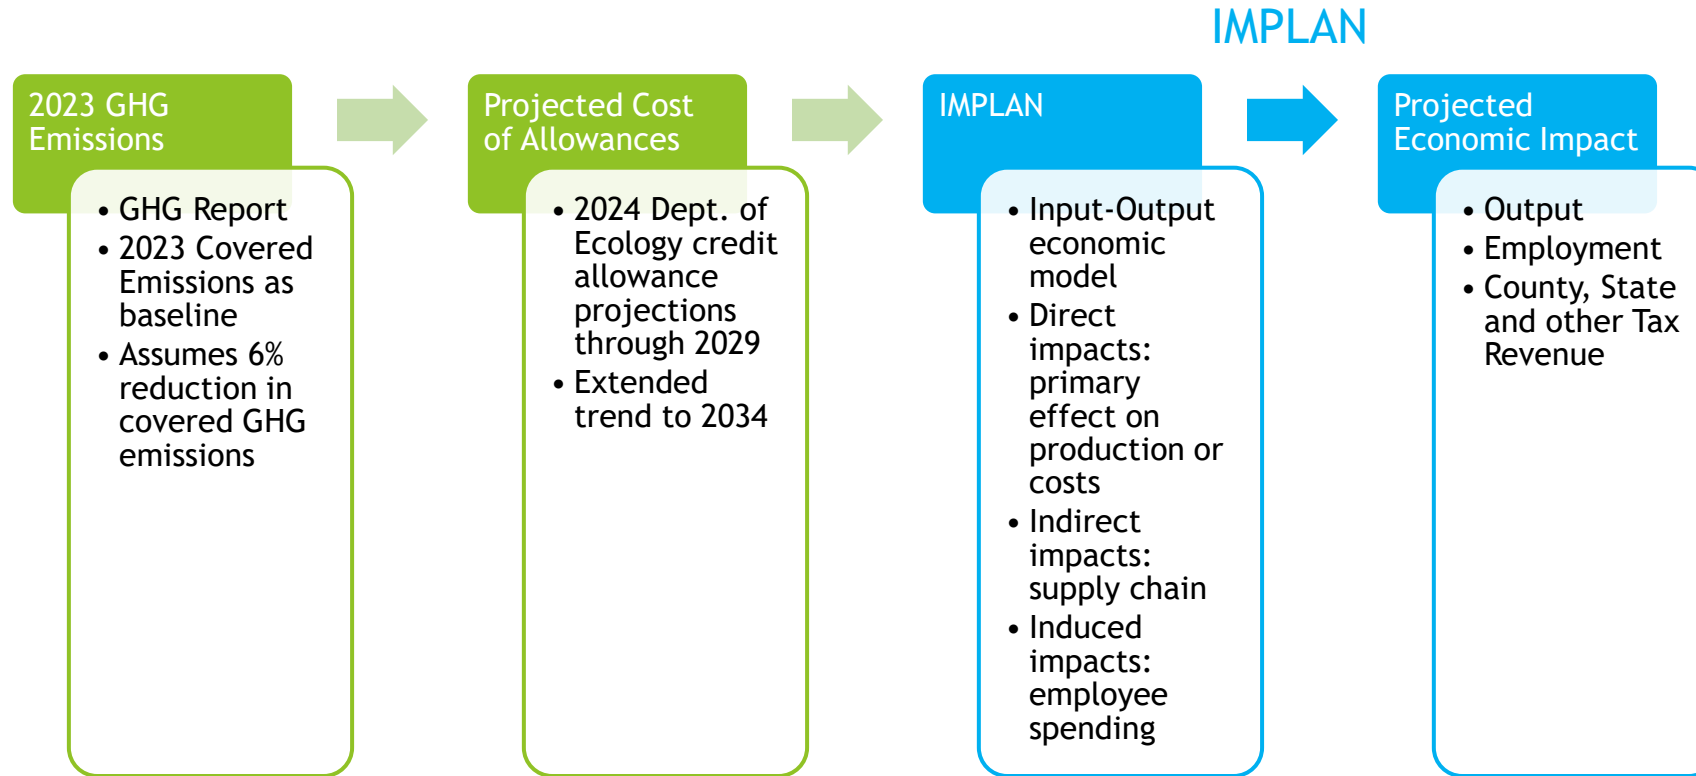 IMPLAN
2023 GHG
Emissions
• GHG Report
• 2023 Covered
Emissions as
baseline
• Assumes 6%
reduction in
covered GHG
emissions
Projected Cost
of Allowances
• 2024 Dept. of
Ecology credit
allowance
projections
through 2029
• Extended
trend to 2034
IMPLAN
• Input-Output
economic
model
• Direct
impacts:
primary
effect on
production or
costs
• Indirect
impacts:
supply chain
• Induced
impacts:
employee
spending
Projected
Economic Impact
• Output
• Employment
• County, State
and other Tax
Revenue